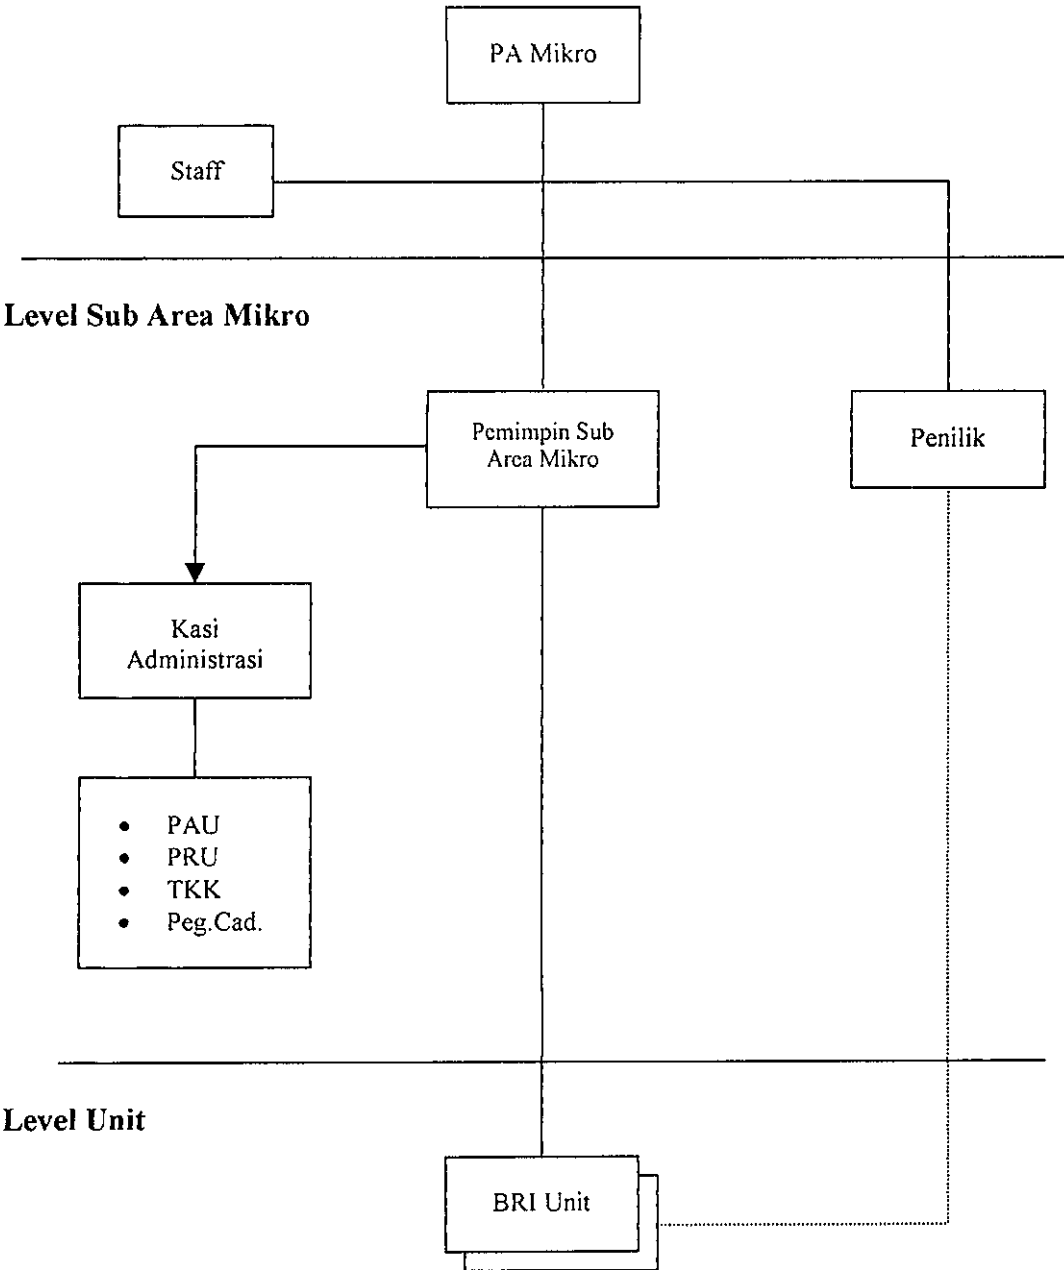 PA Mikro
Staff
Level Sub Area Mikro
Pemimpin Sub
Area Mikro
Penilik
Kasi
Administrasi
• PAU
• PRU
• TKK
• Peg.Cad.
Level Unit
BRI Unit